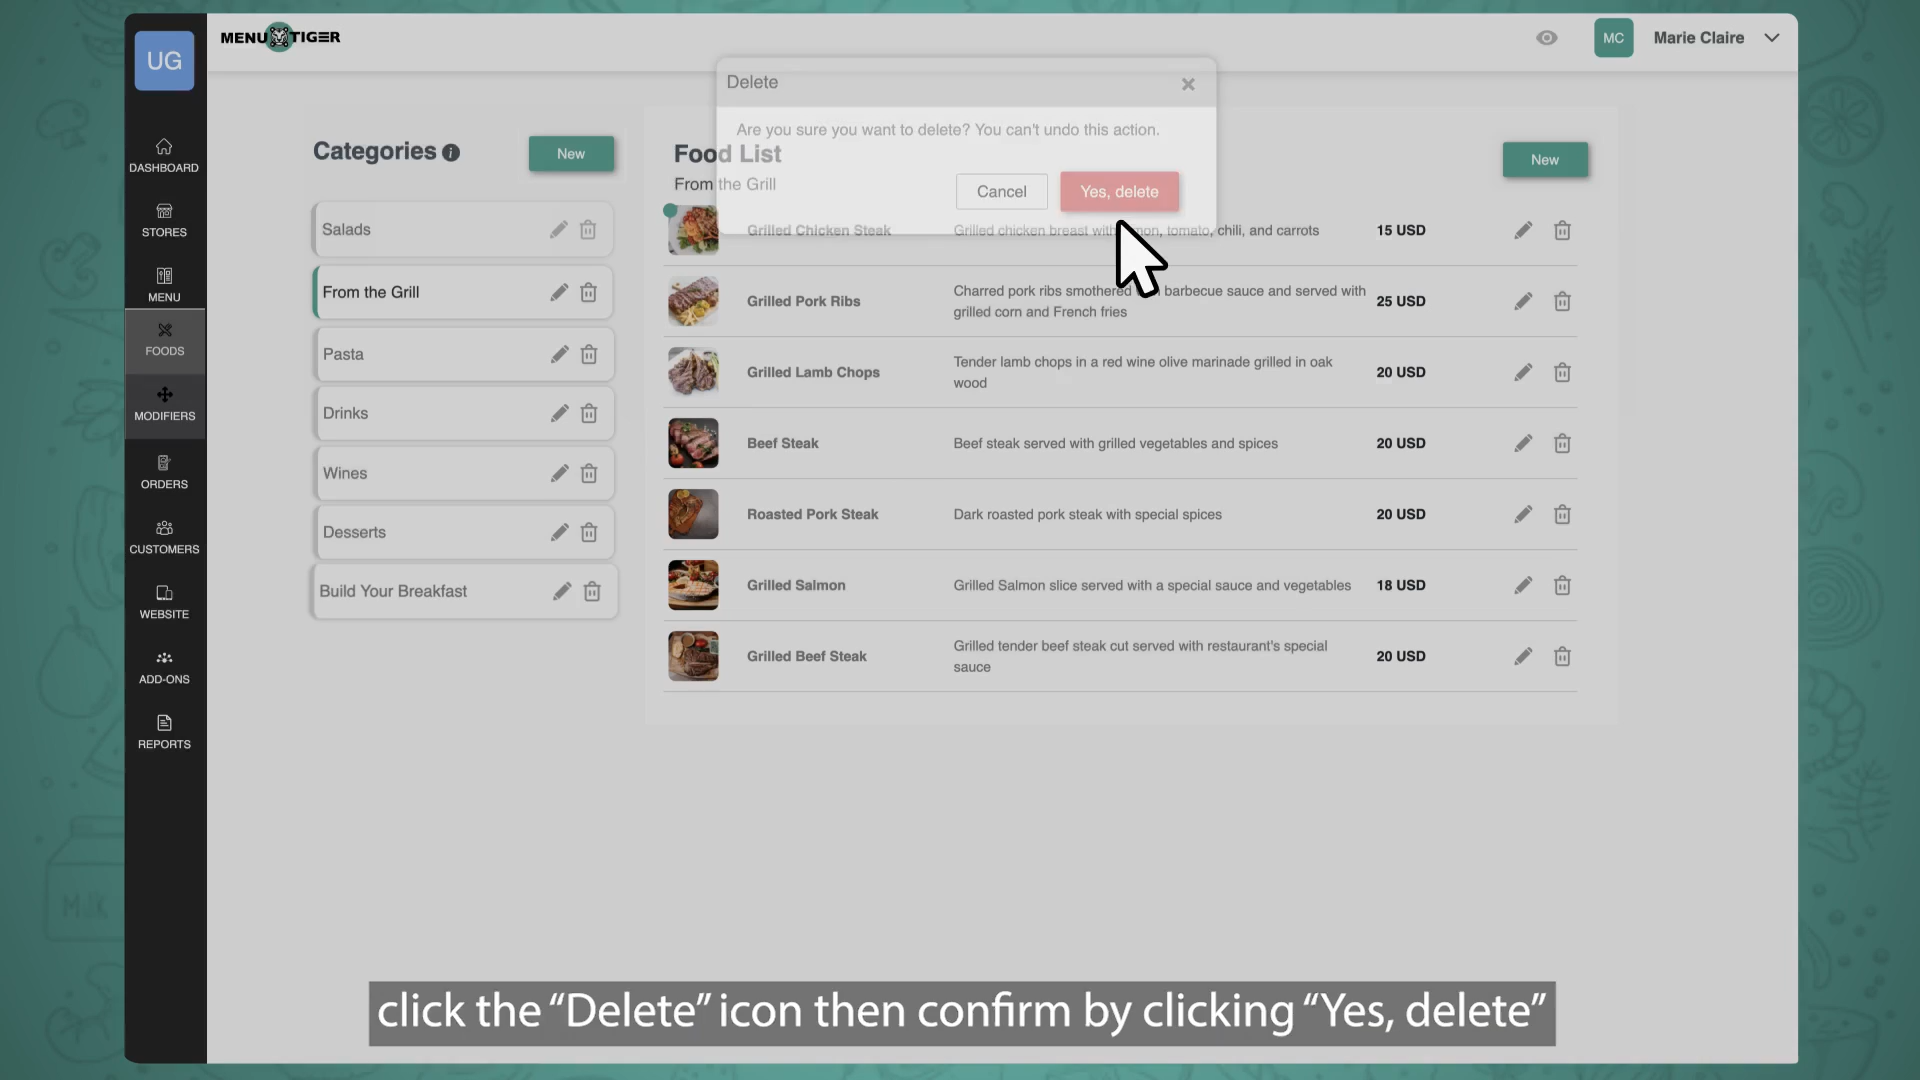 UG
MENU TIGER
MC
Marie Claire
DASHBOARD
STORES
MENU
FOODS
MODIFIERS
ORDERS
CUSTOMERS
WEBSITE
ADD-ONS
REPORTS
Delete
Are you sure you want to delete? You can't undo this action.
Cancel
Yes, delete
Categories
New
Salads
From the Grill
Pasta
Drinks
Wines
Desserts
Build Your Breakfast
Food List
From the Grill
New
Grilled Chicken Steak
Grilled chicken breast with lemon, tomato, chili, and carrots
15 USD
Grilled Pork Ribs
Charred pork ribs smothered barbecue sauce and served with
grilled corn and French fries
25 USD
Grilled Lamb Chops
Tender lamb chops in a red wine olive marinade grilled in oak
wood
20 USD
Beef Steak
Beef steak served with grilled vegetables and spices
20 USD
Roasted Pork Steak
Dark roasted pork steak with special spices
20 USD
Grilled Salmon
Grilled Salmon slice served with a special sauce and vegetables
18 USD
Grilled Beef Steak
Grilled tender beef steak cut served with restaurant's special
sauce
20 USD
Milk
click the “Delete” icon then confirm by clicking “Yes, delete”